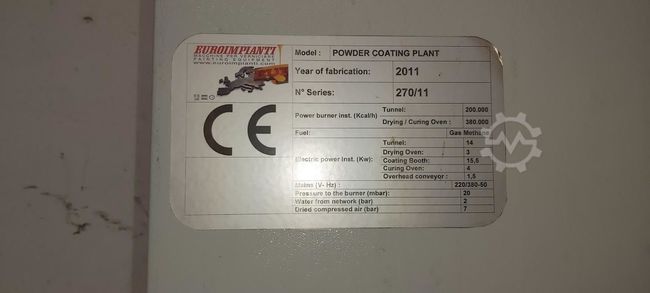 EUROIMPIANTI
MACCHINE PER VERNICIARE
PAINTING EQUIPMENT
www.euroimpianti.com
CE
Model : POWDER COATING PLANT
Year of fabrication: 2011
N° Series: 270/11
Power burner inst. (Kcal/h) Tunnel: 200.000
Drying / Curing Oven : 380.000
Fuel: Gas Methane
Electric power Inst. (Kw): Tunnel: 14
Drying Oven: 3
Coating Booth: 15,5
Curing Oven: 4
Overhead conveyor : 1,5
Mains (V- Hz) : 220/380-50
Pressure to the burner (mbar): 20
Water from network (bar) 2
Dried compressed air (bar) 7